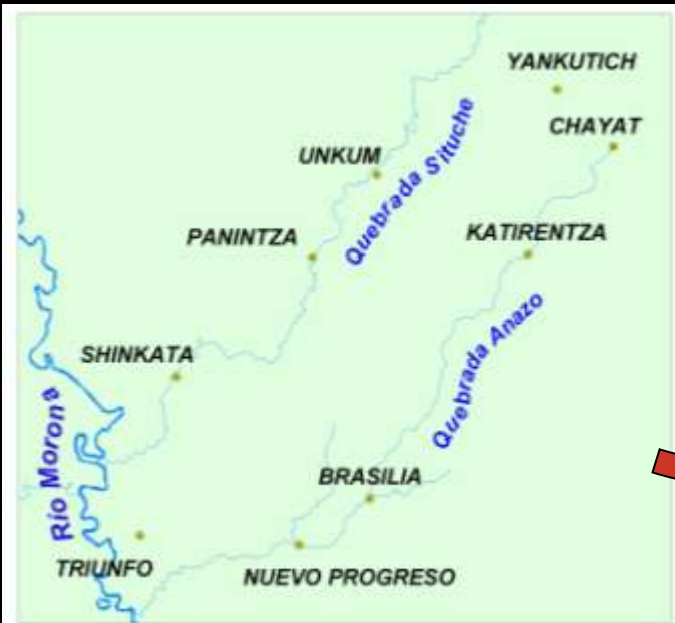 YANKUTICH
CHAYAT
UNKUM
Quebrada Situche
PANINTZA
KATIRENTZA
Quebrada Anazo
SHINKATA
Río Morona
BRASILIA
TRIUNFO
NUEVO PROGRESO